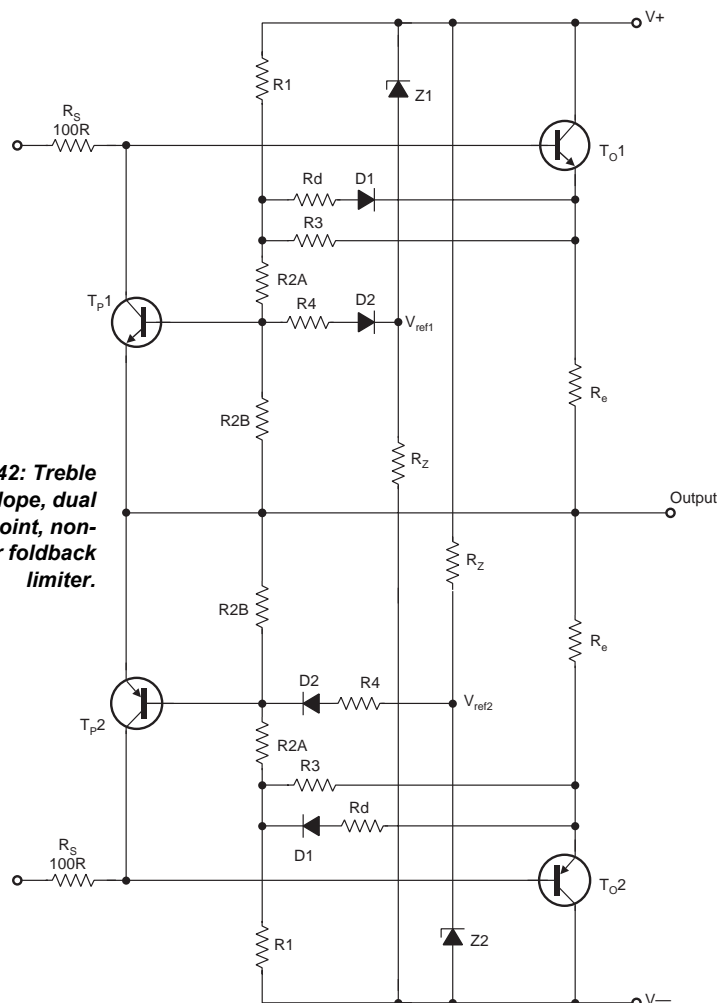 V+
R1
Z1
RS
100R
TO1
Rd
D1
R3
R2A
TP1
R4
D2
Vref1
Re
R2B
RZ
42: Treble
lope, dual
oint, non-
r foldback
limiter.
Output
RZ
R2B
Re
D2
R4
TP2
Vref2
R2A
R3
Rd
D1
RS
100R
TO2
R1
Z2
V—